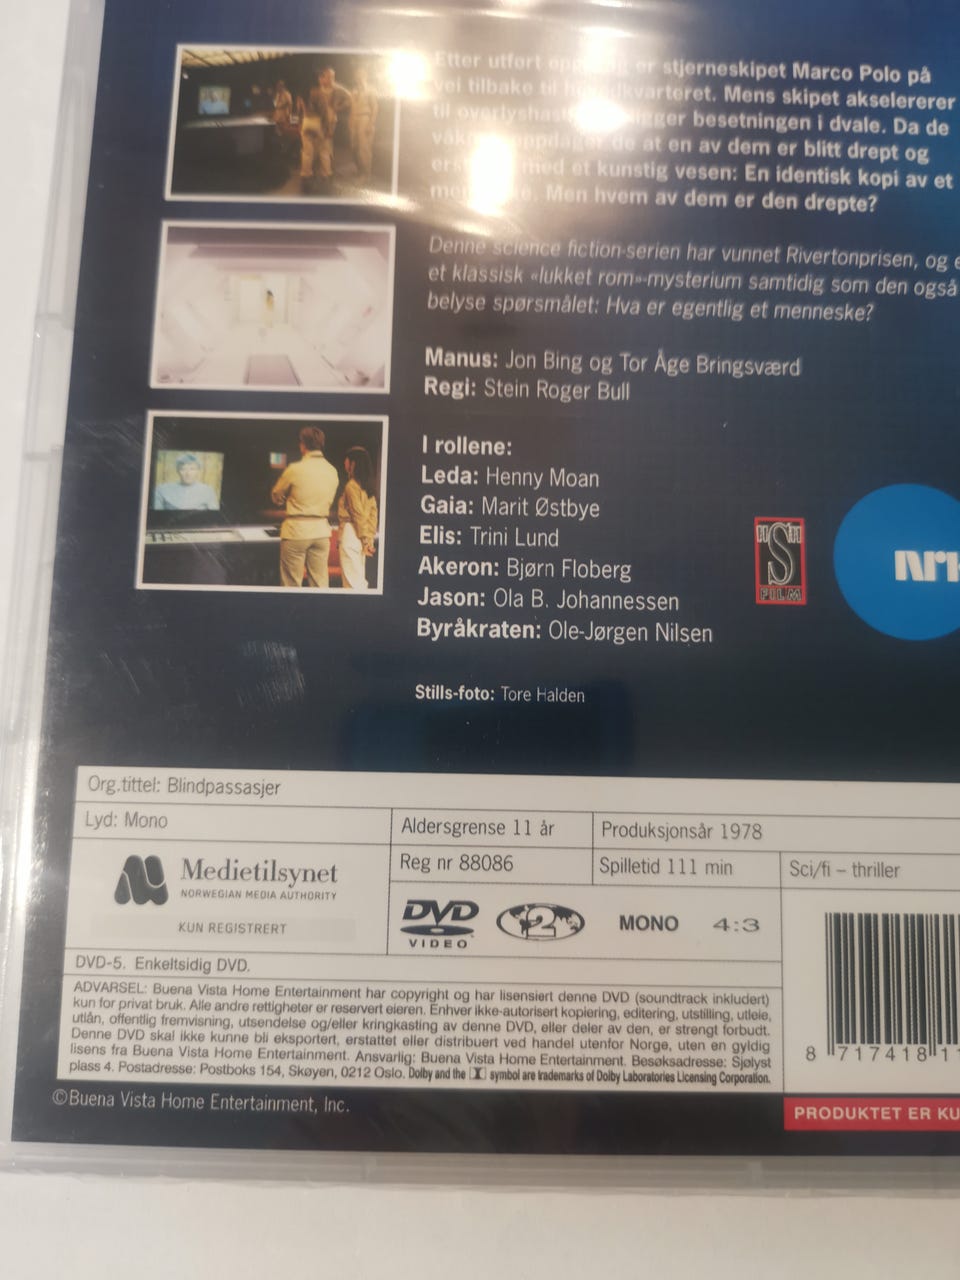 Etter utført er stjerneskipet Marco Polo på
vei tilbake til hovedkvarteret. Mens skipet akselererer
til overlyshastighet ligger besetningen i dvale. Da de
våkner oppdager de at en av dem er blitt drept og
erstattet med et kunstig vesen: En identisk kopi av et
menneske. Men hvem av dem er den drepte?
Denne science fiction-serien har vunnet Rivertonprisen, og e
et klassisk «lukket rom»-mysterium samtidig som den også
belyse spørsmålet: Hva er egentlig et menneske?
Manus: Jon Bing og Tor Åge Bringsværd
Regi: Stein Roger Bull
I rollene:
Leda: Henny Moan
Gaia: Marit Østbye
Elis: Trini Lund
Akeron: Bjørn Floberg
Jason: Ola B. Johannessen
Byråkraten: Ole-Jørgen Nilsen
HSH
FILM
NRK
Stills-foto: Tore Halden
Org.tittel: Blindpassasjer
Lyd: Mono
Aldersgrense 11 år
Produksjonsår 1978
Medietilsynet
NORWEGIAN MEDIA AUTHORITY
KUN REGISTRERT
Reg nr 88086
Spilletid 111 min
Sci/fi – thriller
DVD VIDEO
2
MONO
4:3
DVD-5. Enkeltsidig DVD.
ADVARSEL: Buena Vista Home Entertainment har copyright og har lisensiert denne DVD (soundtrack inkludert)
kun for privat bruk. Alle andre rettigheter er reservert eieren. Enhver ikke-autorisert kopiering, editering, utstilling, utleie,
utlån, offentlig fremvisning, utsendelse og/eller kringkasting av denne DVD, eller deler av den, er strengt forbudt.
Denne DVD skal ikke kunne bli eksportert, erstattet eller distribuert ved handel utenfor Norge, uten en gyldig
lisens fra Buena Vista Home Entertainment. Ansvarlig: Buena Vista Home Entertainment. Besøksadresse: Sjølyst
plass 4. Postadresse: Postboks 154, Skøyen, 0212 Oslo. Dolby and the symbol are trademarks of Dolby Laboratories Licensing Corporation.
8 717418 1
©Buena Vista Home Entertainment, Inc.
PRODUKTET ER KU